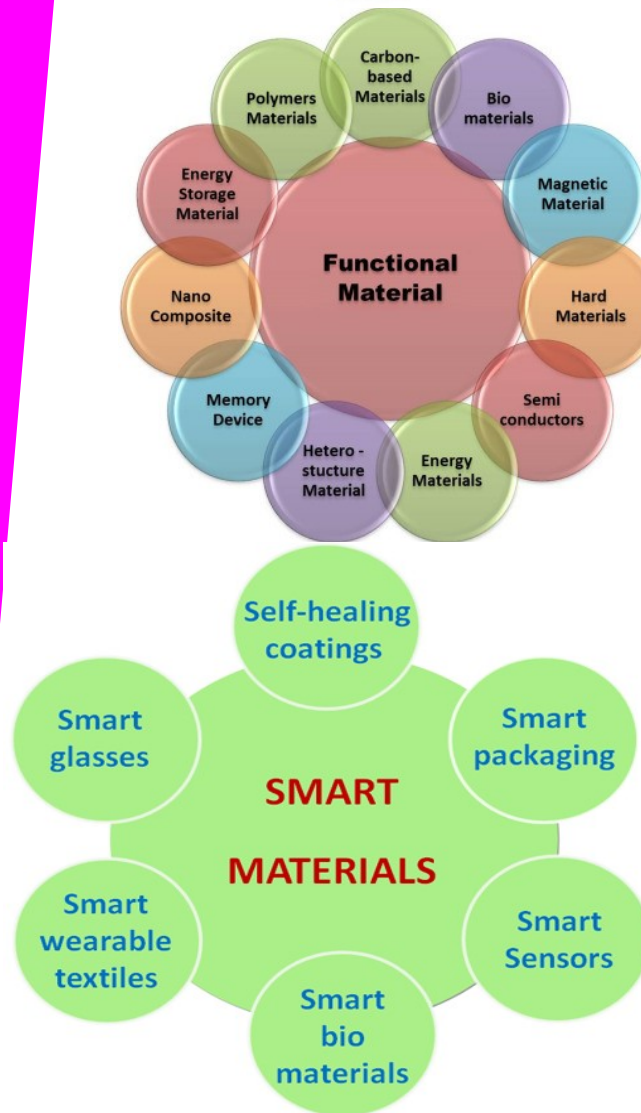 Functional
Material
Carbon-
based
Materials
Bio
materials
Magnetic
Material
Hard
Materials
Semi
conductors
Energy
Materials
Hetero -
stucture
Material
Memory
Device
Nano
Composite
Energy
Storage
Material
Polymers
Materials
SMART
MATERIALS
Self-healing
coatings
Smart
packaging
Smart
Sensors
Smart
bio
materials
Smart
wearable
textiles
Smart
glasses